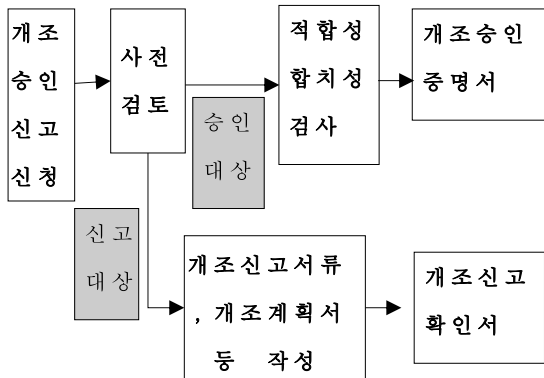 개조
승인
신고
신청
사전
검토
승인
대상
적합성
합치성
검사
개조승인
증명서
신고
대상
개조신고서류
, 개조계획서
등 작성
개조신고
확인서